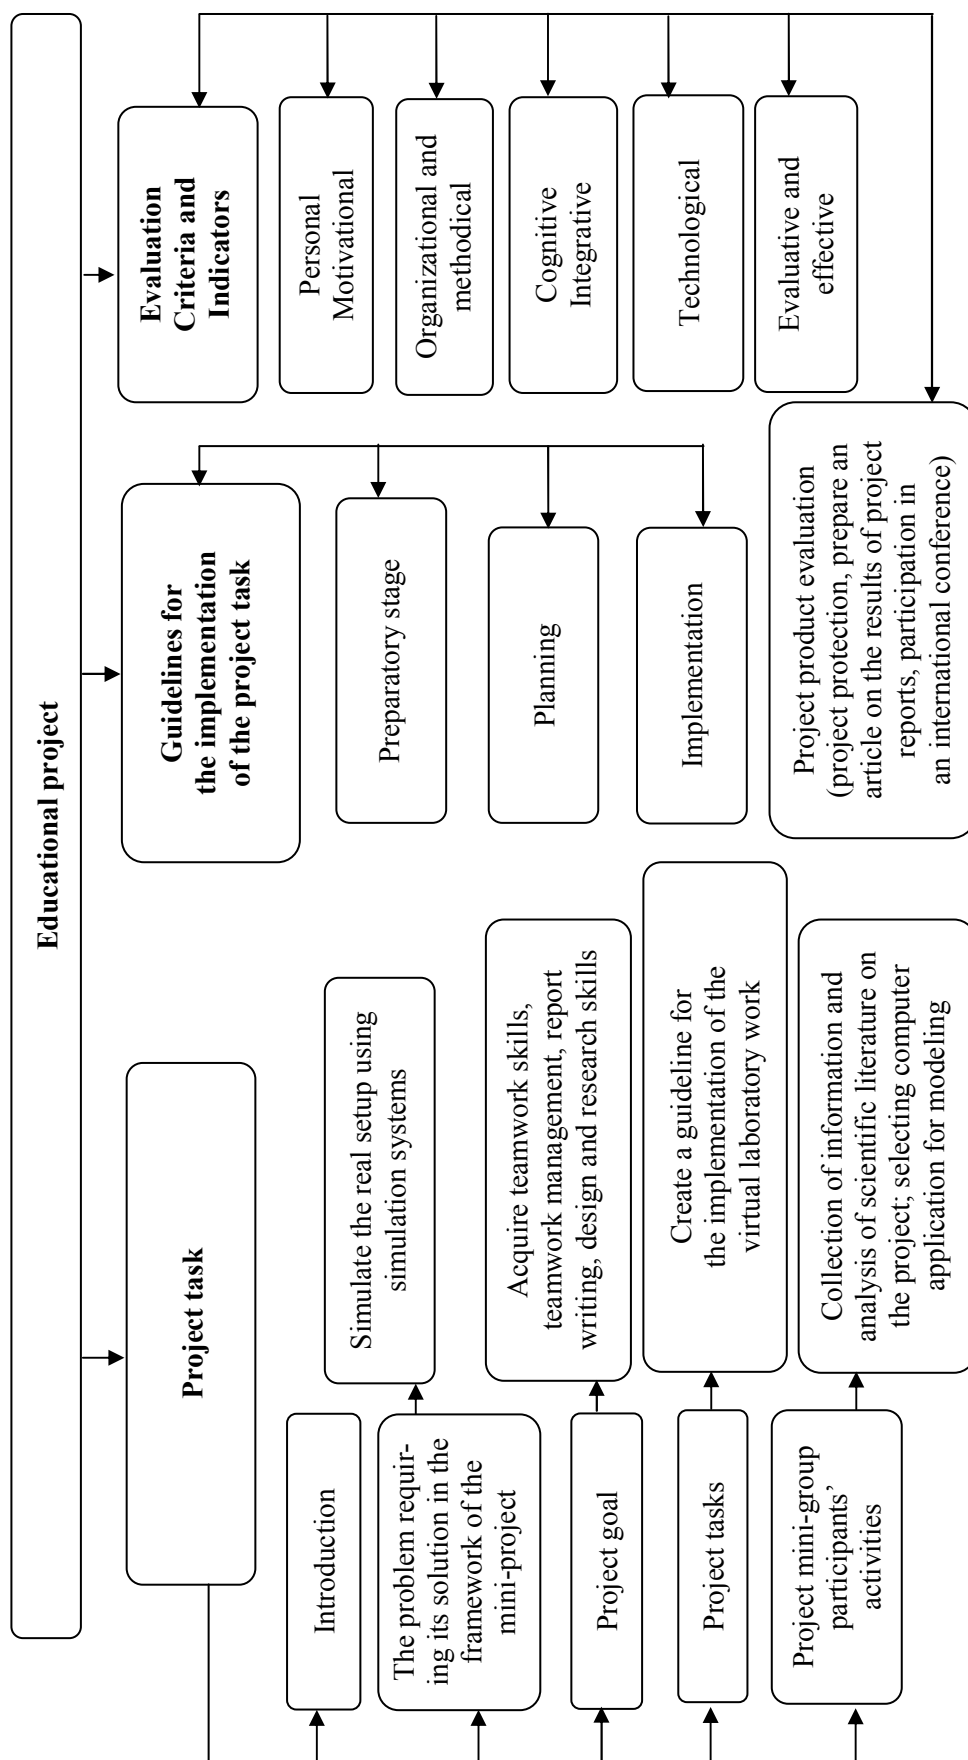 Educational project
Project task
Introduction
The problem requir-
ing its solution in the
framework of the
mini-project
Simulate the real setup using
simulation systems
Project goal
Acquire teamwork skills,
teamwork management, report
writing, design and research skills
Project tasks
Create a guideline for
the implementation of the
virtual laboratory work
Project mini-group
participants’
activities
Collection of information and
analysis of scientific literature on
the project; selecting computer
application for modeling
Guidelines for
the implementation
of the project task
Preparatory stage
Planning
Implementation
Project product evaluation
(project protection, prepare an
article on the results of project
reports, participation in
an international conference)
Evaluation
Criteria and
Indicators
Personal
Motivational
Organizational and
methodical
Cognitive
Integrative
Technological
Evaluative and
effective